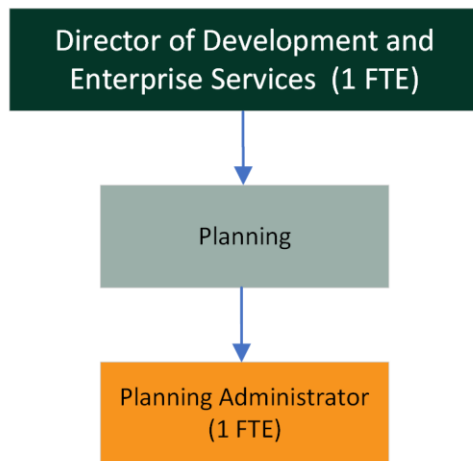 Director of Development and
Enterprise Services (1 FTE)
Planning
Planning Administrator
(1 FTE)